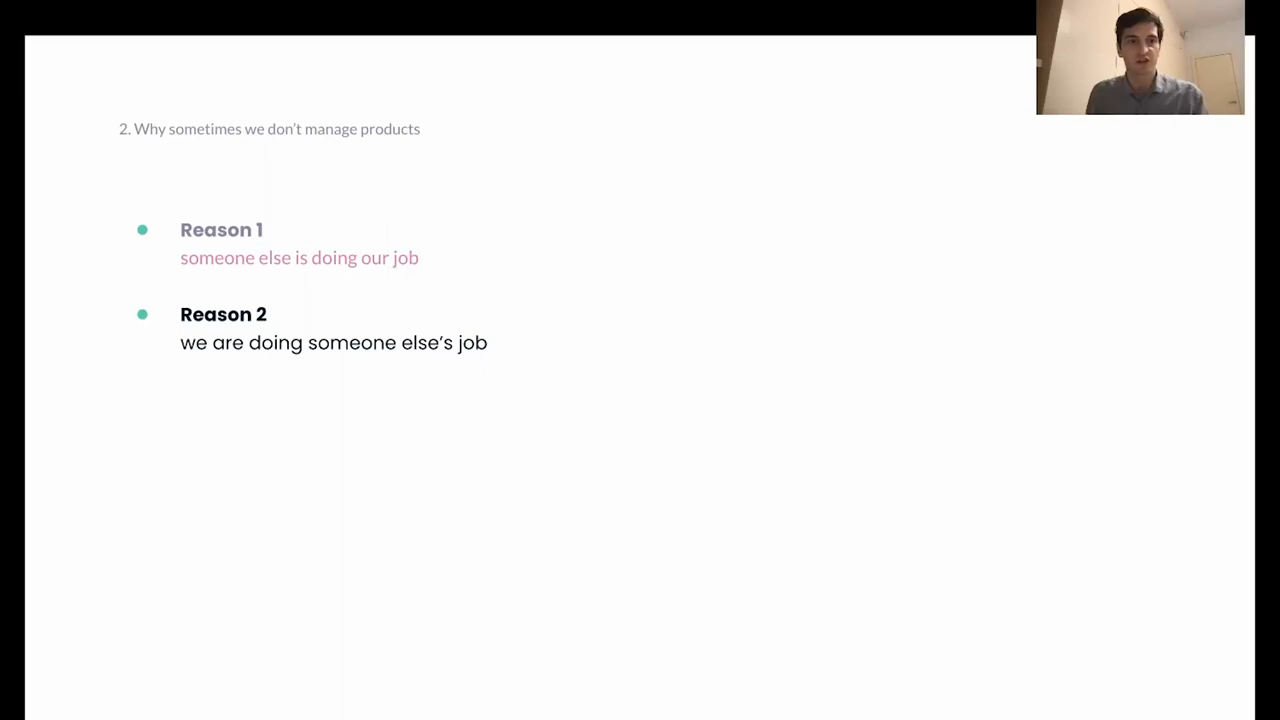 2. Why sometimes we don't manage products
Reason 1
someone else is doing our job
Reason 2
we are doing someone else's job